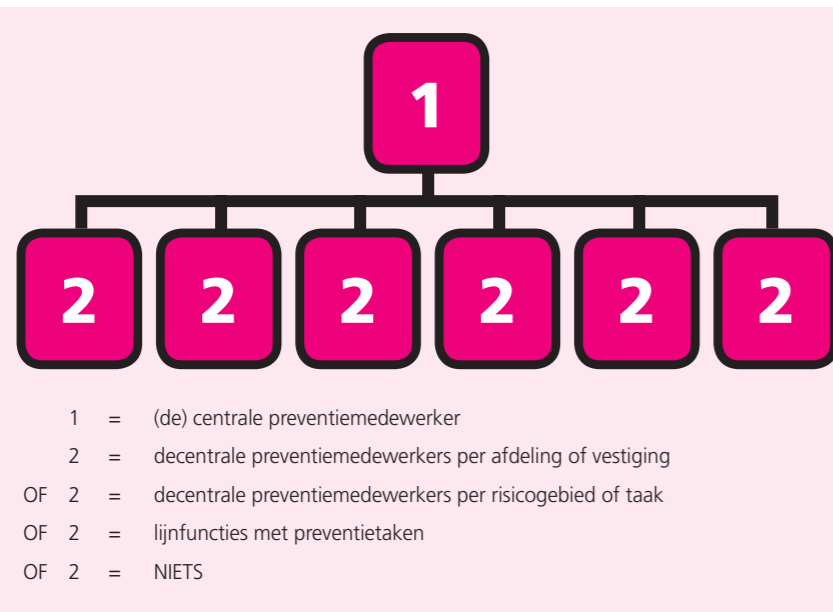 1
2 2 2 2 2 2
1 = (de) centrale preventiemedewerker
2 = decentrale preventiemedewerkers per afdeling of vestiging
OF 2 = decentrale preventiemedewerkers per risicogebied of taak
OF 2 = lijnfuncties met preventietaken
OF 2 = NIETS